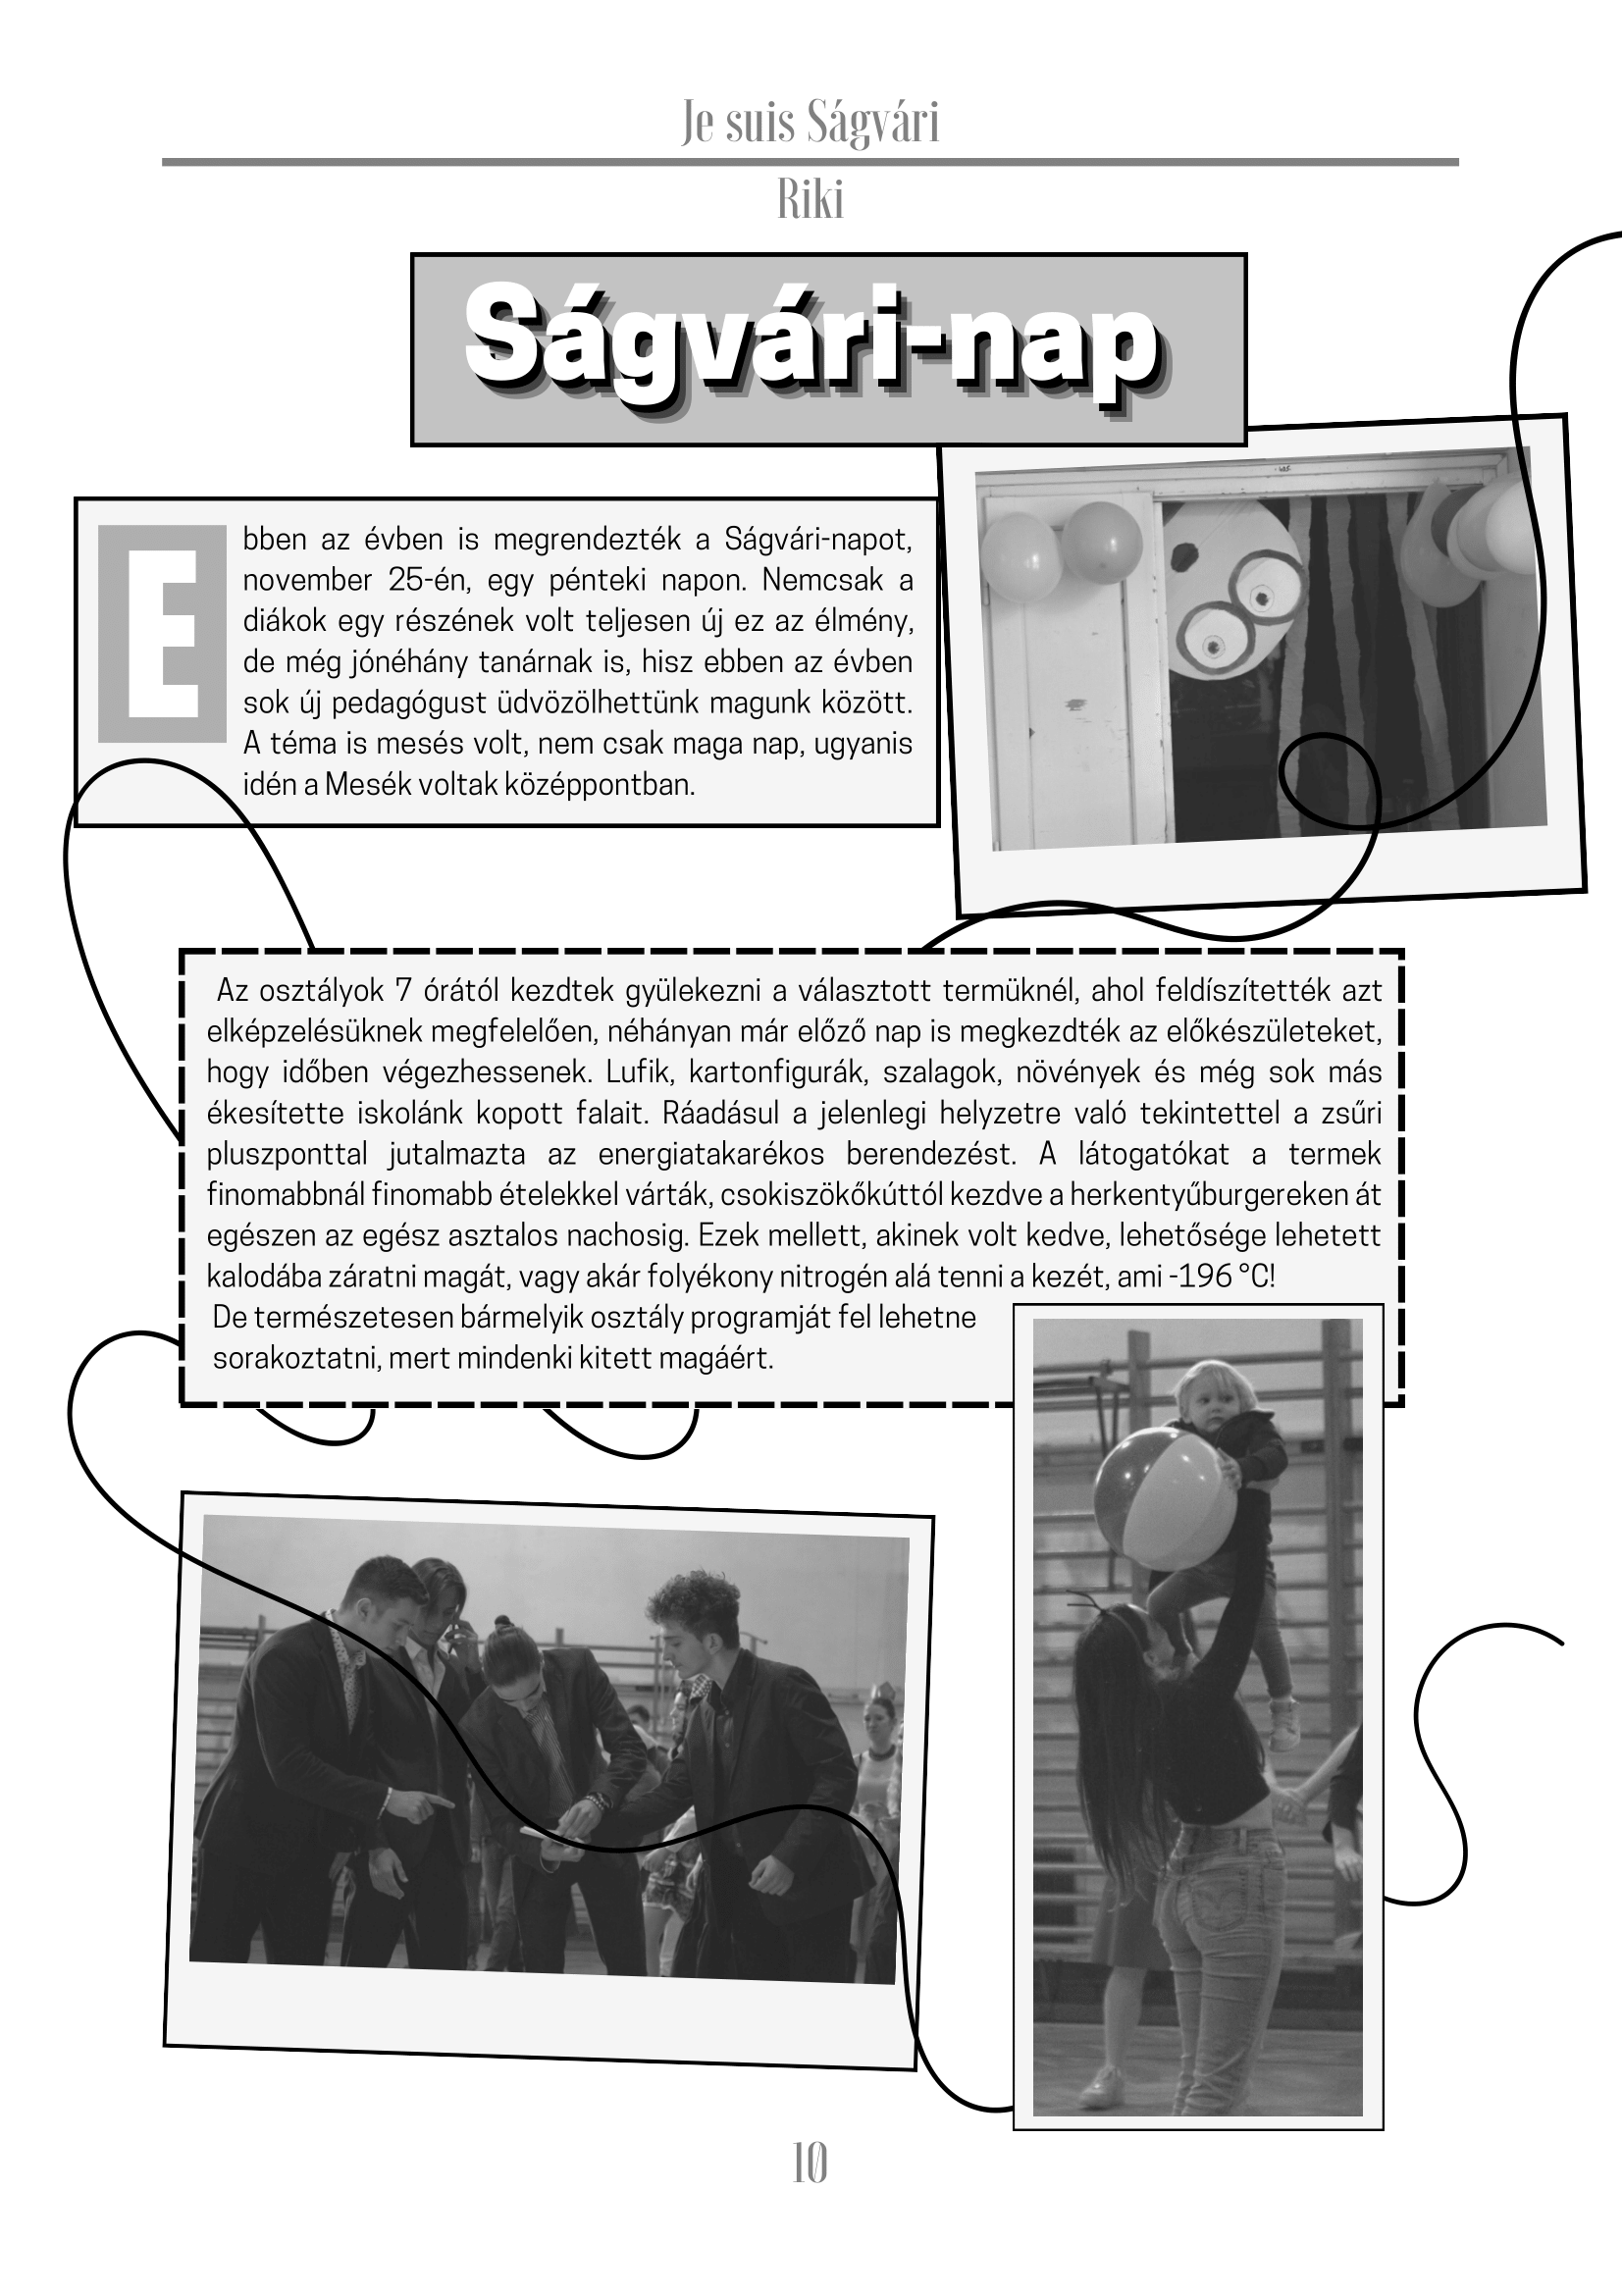 Je suis Ságvári
Riki
Ságvári-nap
Ebben az évben is megrendezték a Ságvári-napot,
november 25-én, egy pénteki napon. Nemcsak a
diákok egy részének volt teljesen új ez az élmény,
de még jónéhány tanárnak is, hisz ebben az évben
sok új pedagógust üdvözölhettünk magunk között.
A téma is mesés volt, nem csak maga nap, ugyanis
idén a Mesék voltak középpontban.
Az osztályok 7 órától kezdtek gyülekezni a választott termüknél, ahol feldíszítették azt
elképzelésüknek megfelelően, néhányan már előző nap is megkezdték az előkészületeket,
hogy időben végezhessenek. Lufik, kartonfigurák, szalagok, növények és még sok más
ékesítette iskolánk kopott falait. Ráadásul a jelenlegi helyzetre való tekintettel a zsűri
pluszponttal jutalmazta az energiatakarékos berendezést. A látogatókat a termek
finomabbnál finomabb ételekkel várták, csokiszökőkúttól kezdve a herkentyűburgereken át
egészen az egész asztalos nachosig. Ezek mellett, akinek volt kedve, lehetősége lehetett
kalodába záratni magát, vagy akár folyékony nitrogén alá tenni a kezét, ami -196 °C!
De természetesen bármelyik osztály programját fel lehetne
sorakoztatni, mert mindenki kitett magáért.
10